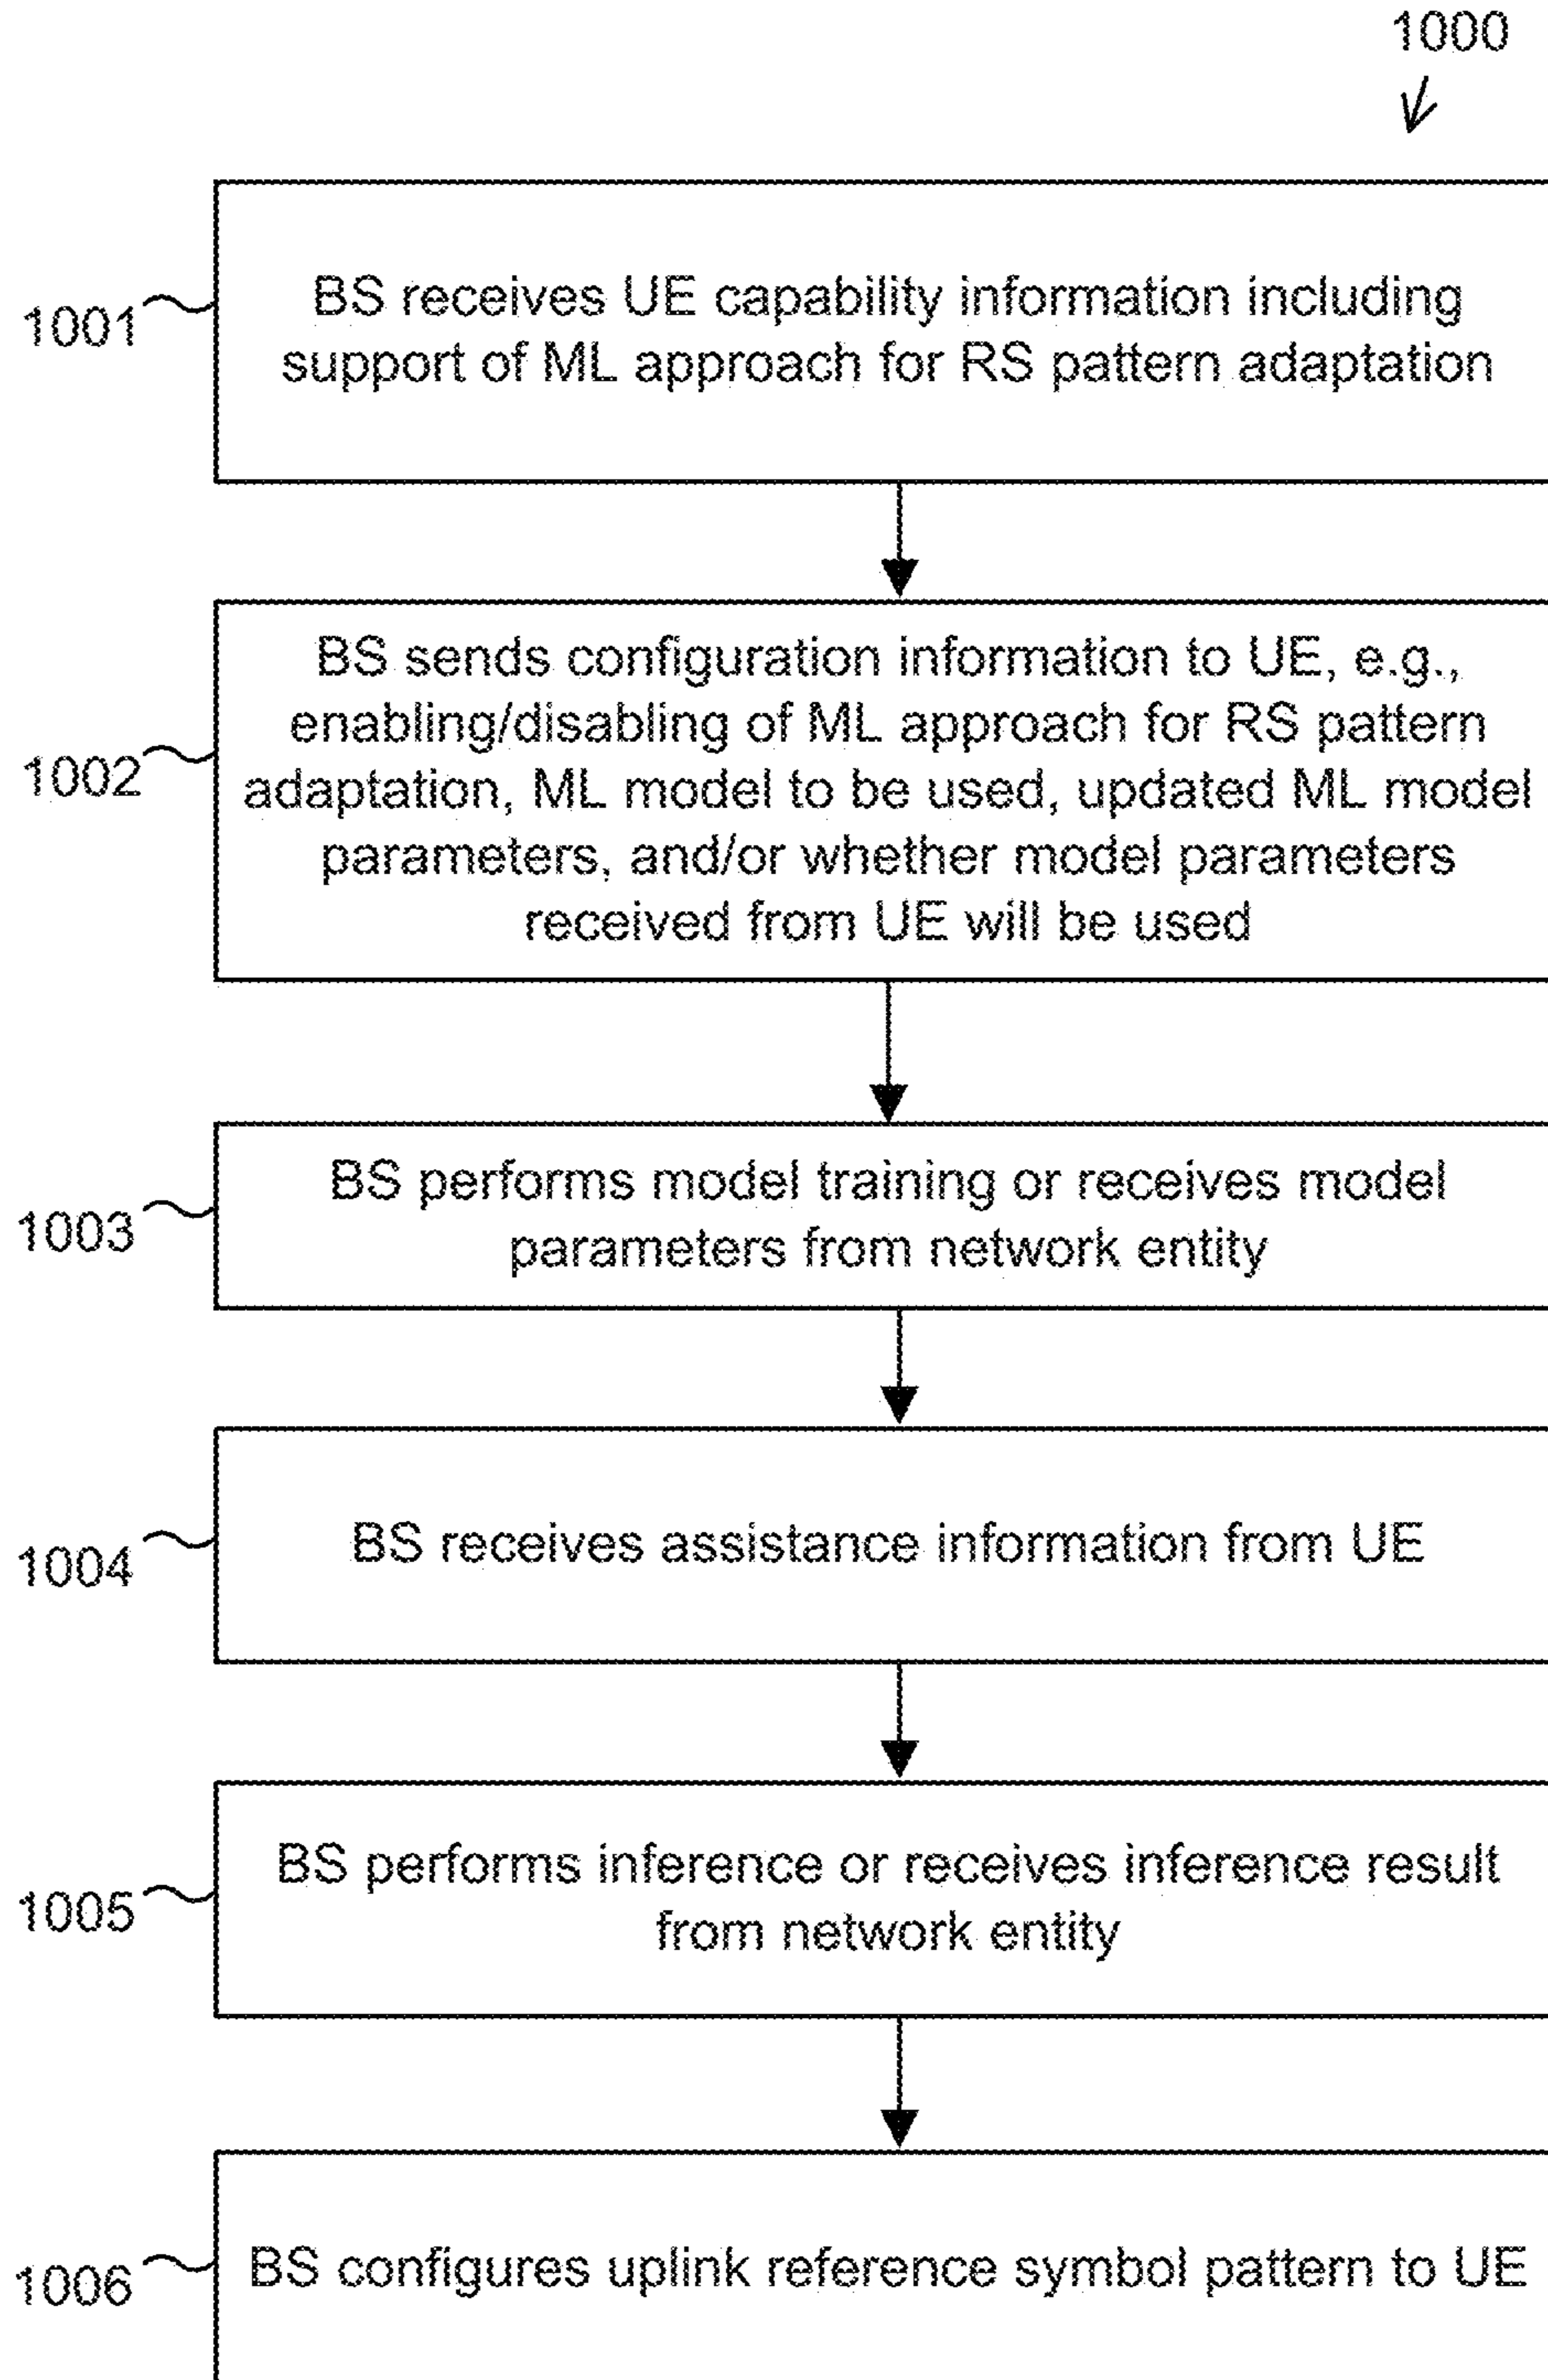 1000
1001
BS receives UE capability information including
support of ML approach for RS pattern adaptation
1002
BS sends configuration information to UE, e.g.,
enabling/disabling of ML approach for RS pattern
adaptation, ML model to be used, updated ML model
parameters, and/or whether model parameters
received from UE will be used
1003
BS performs model training or receives model
parameters from network entity
1004
BS receives assistance information from UE
1005
BS performs inference or receives inference result
from network entity
1006
BS configures uplink reference symbol pattern to UE